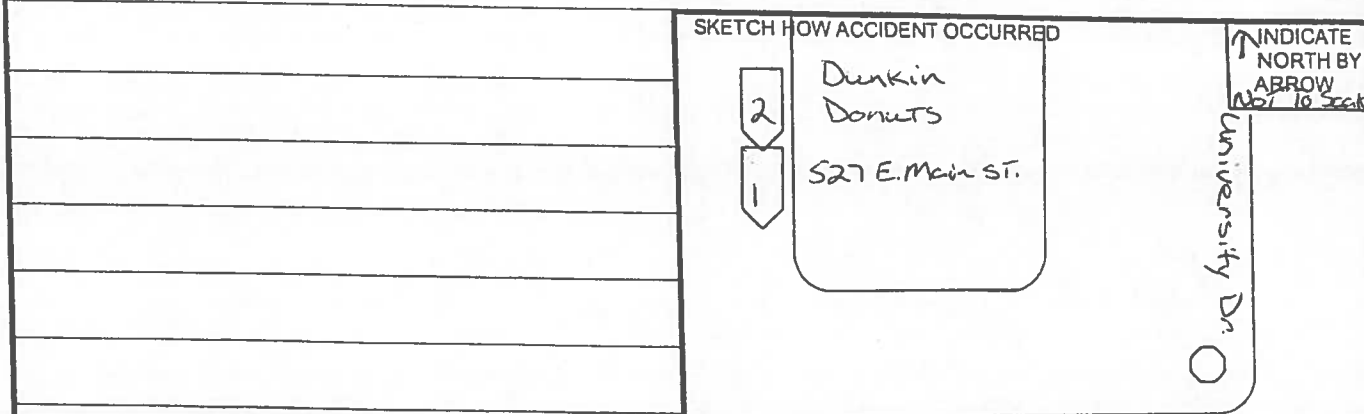 SKETCH HOW ACCIDENT OCCURRED
INDICATE
NORTH BY
ARROW
Not to Scale
Dunkin
Donuts
527 E. Main ST.
2
1
University Dr.